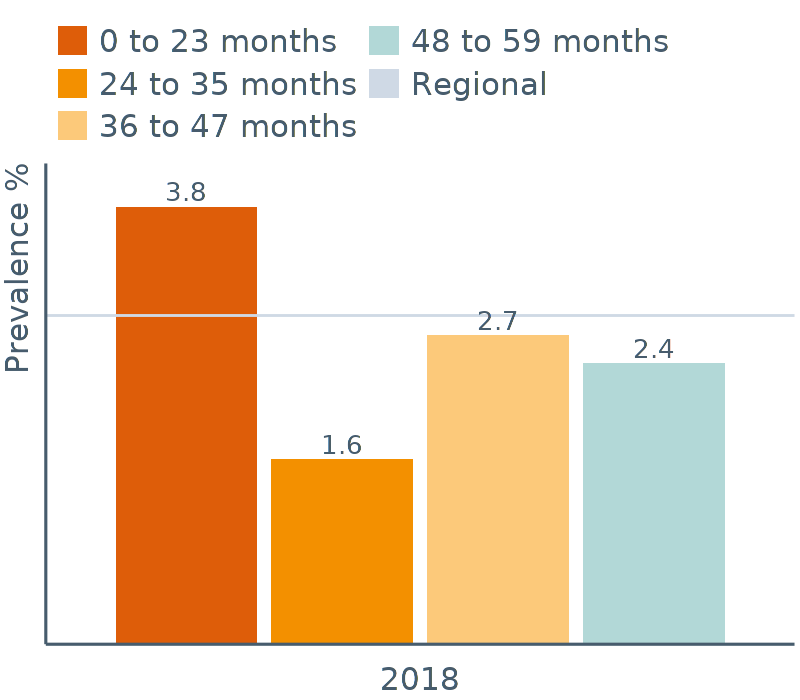 0 to 23 months
24 to 35 months
36 to 47 months
48 to 59 months
Regional
Prevalence %
3.8
1.6
2.7
2.4
2018